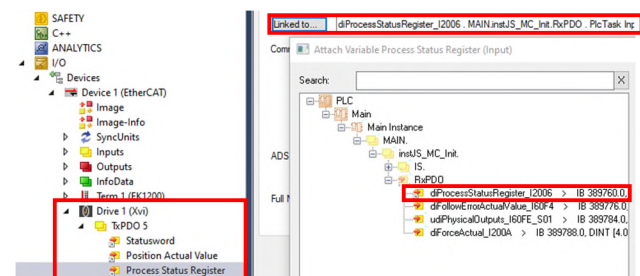 SAFETY
C++
ANALYTICS
I/O
Devices
Device 1 (EtherCAT)
Image
Image-Info
SyncUnits
Inputs
Outputs
InfoData
Term 1 (EK1200)
Drive 1 (Xvi)
TxPDO 5
Statusword
Position Actual Value
Process Status Register
Linked to...
diProcessStatusRegister_I2006 . MAIN.instJS_MC_Init.RxPDO . PlcTask Inp
Com
ADS
Full N
Attach Variable Process Status Register (Input)
Search:
X
PLC
Main
Main Instance
MAIN.
instJS_MC_Init.
IS.
RxPDO
diProcessStatusRegister_I2006 > IB 389760.0,
diFollowErrorActualValue_I60F4 > IB 389776.0,
udiPhysicalOutputs_I60FE_S01 > IB 389784.0,
diForceActual_I200A > IB 389788.0, DINT [4.0